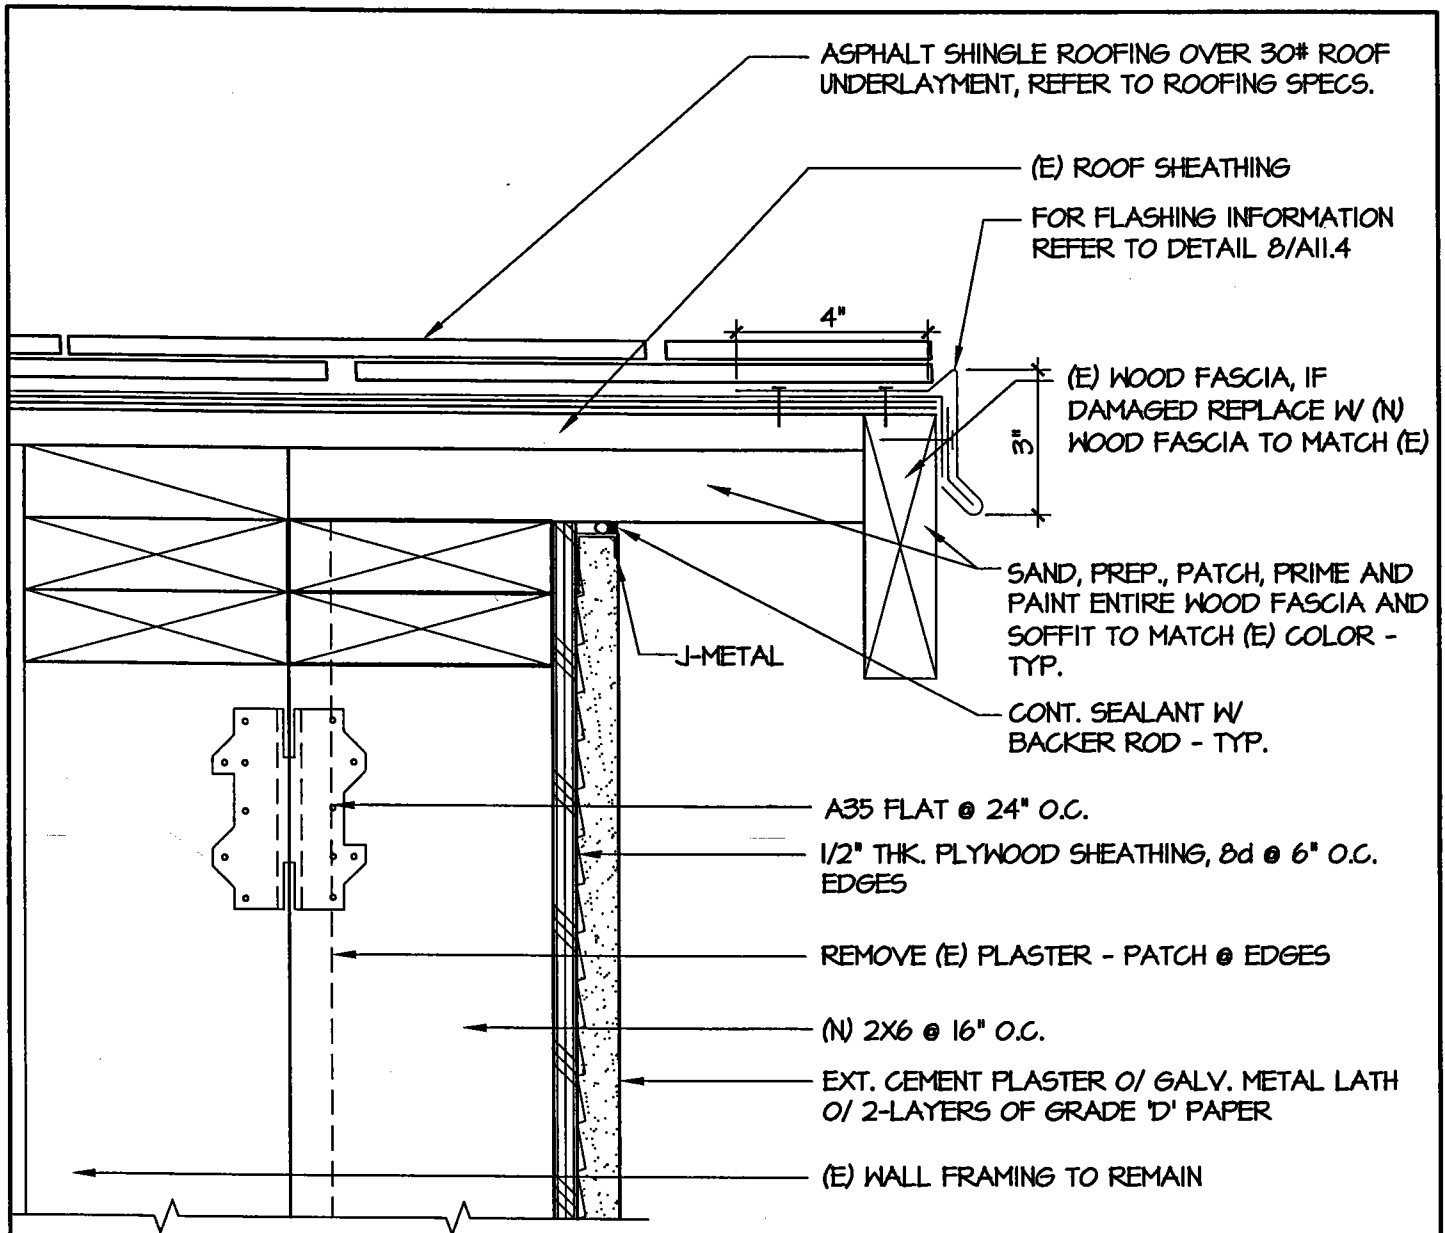 ASPHALT SHINGLE ROOFING OVER 30# ROOF
UNDERLAYMENT, REFER TO ROOFING SPECS.
(E) ROOF SHEATHING
FOR FLASHING INFORMATION
REFER TO DETAIL 8/A11.4
4"
(E) WOOD FASCIA, IF
DAMAGED REPLACE W/ (N)
WOOD FASCIA TO MATCH (E)
3"
SAND, PREP., PATCH, PRIME AND
PAINT ENTIRE WOOD FASCIA AND
SOFFIT TO MATCH (E) COLOR -
TYP.
J-METAL
CONT. SEALANT W/
BACKER ROD - TYP.
A35 FLAT @ 24" O.C.
1/2" THK. PLYWOOD SHEATHING, 8d @ 6" O.C.
EDGES
REMOVE (E) PLASTER - PATCH @ EDGES
(N) 2X6 @ 16" O.C.
EXT. CEMENT PLASTER O/ GALV. METAL LATH
O/ 2-LAYERS OF GRADE 'D' PAPER
(E) WALL FRAMING TO REMAIN